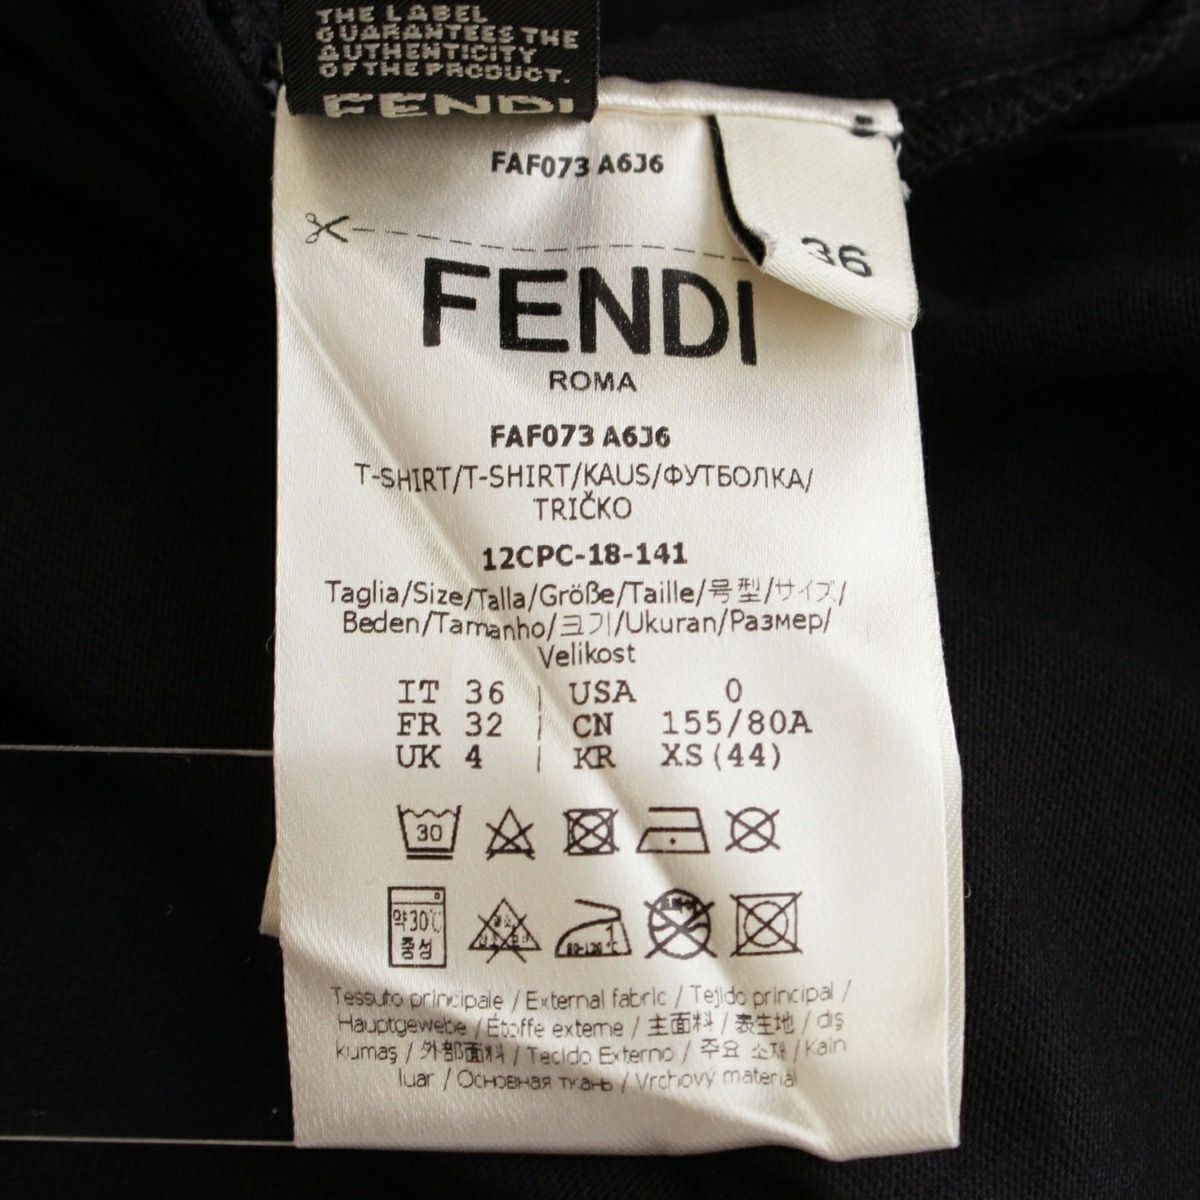 THE LABEL
GUARANTEES THE
AUTHENTICITY
OF THE PRODUCT.
FENDI
FAF073 A6J6
36
FENDI
ROMA
FAF073 A6J6
T-SHIRT/T-SHIRT/KAUS/ФУТБОЛКА/
TRIČKO
12CPC-18-141
Taglia/Size/Talla/Größe/Taille/号型/サイズ/
Beden/Tamanho/크기/Ukuran/Размер/
Velikost
IT 36 | USA 0
FR 32 | CN 155/80A
UK 4 | KR XS(44)
30
약30℃
중성
80-120℃
Tessuto principale / External fabric / Tejido principal /
Hauptgewebe / Étoffe externe / 主面料 / 表生地 / dış
kumaş / 外部面料 / Tecido Externo / 주요 소재 / Kain
luar / Основная ткань / Vrchový materiál